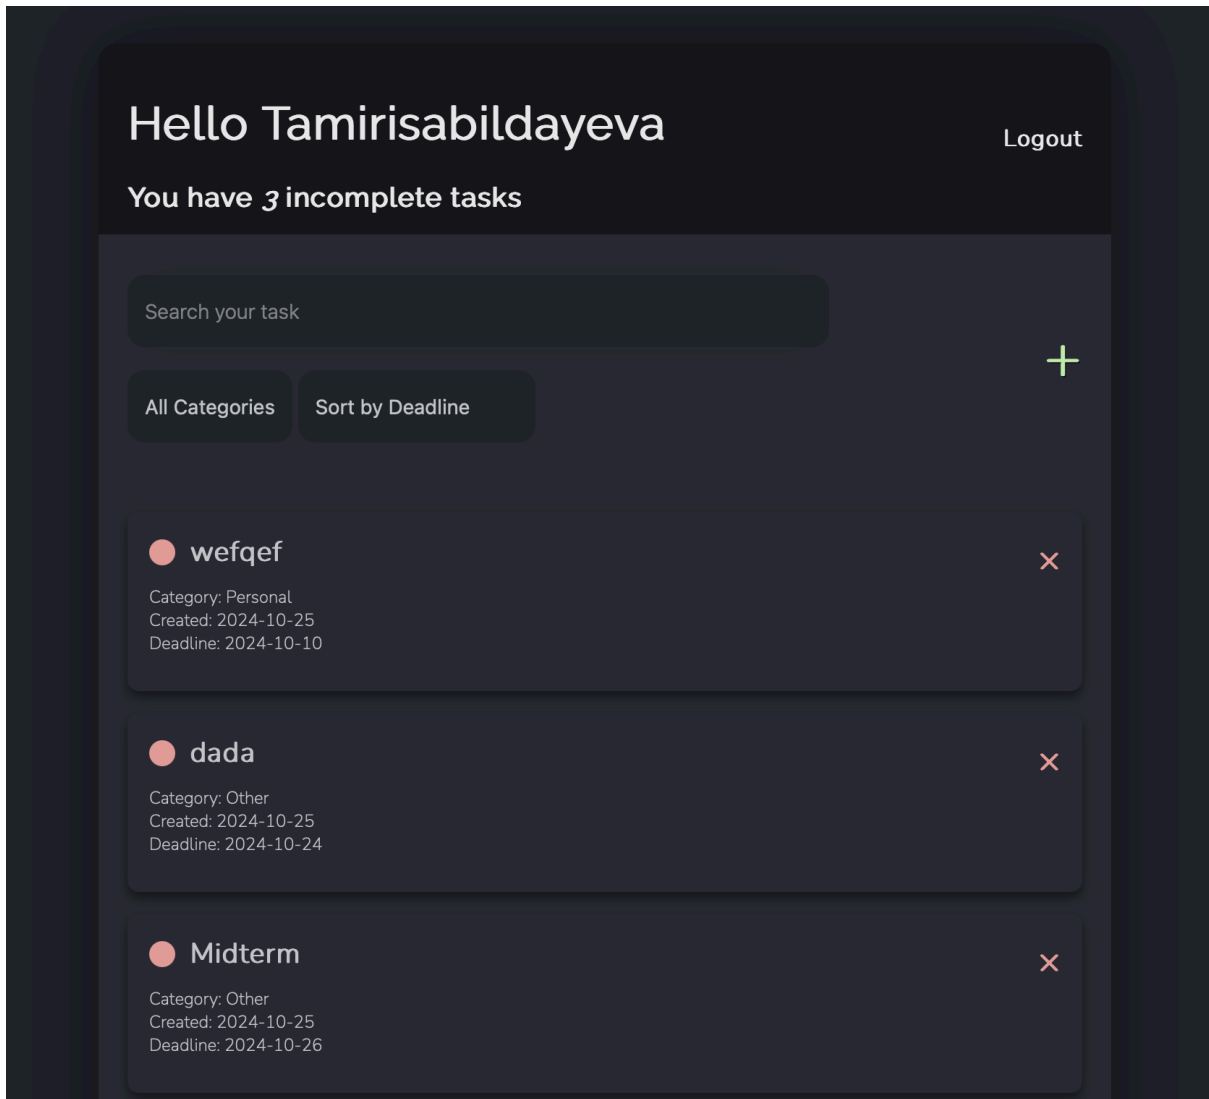 Hello Tamirisabildayeva
Logout
You have 3 incomplete tasks
Search your task
All Categories
Sort by Deadline
wefqef
Category: Personal
Created: 2024-10-25
Deadline: 2024-10-10
dada
Category: Other
Created: 2024-10-25
Deadline: 2024-10-24
Midterm
Category: Other
Created: 2024-10-25
Deadline: 2024-10-26